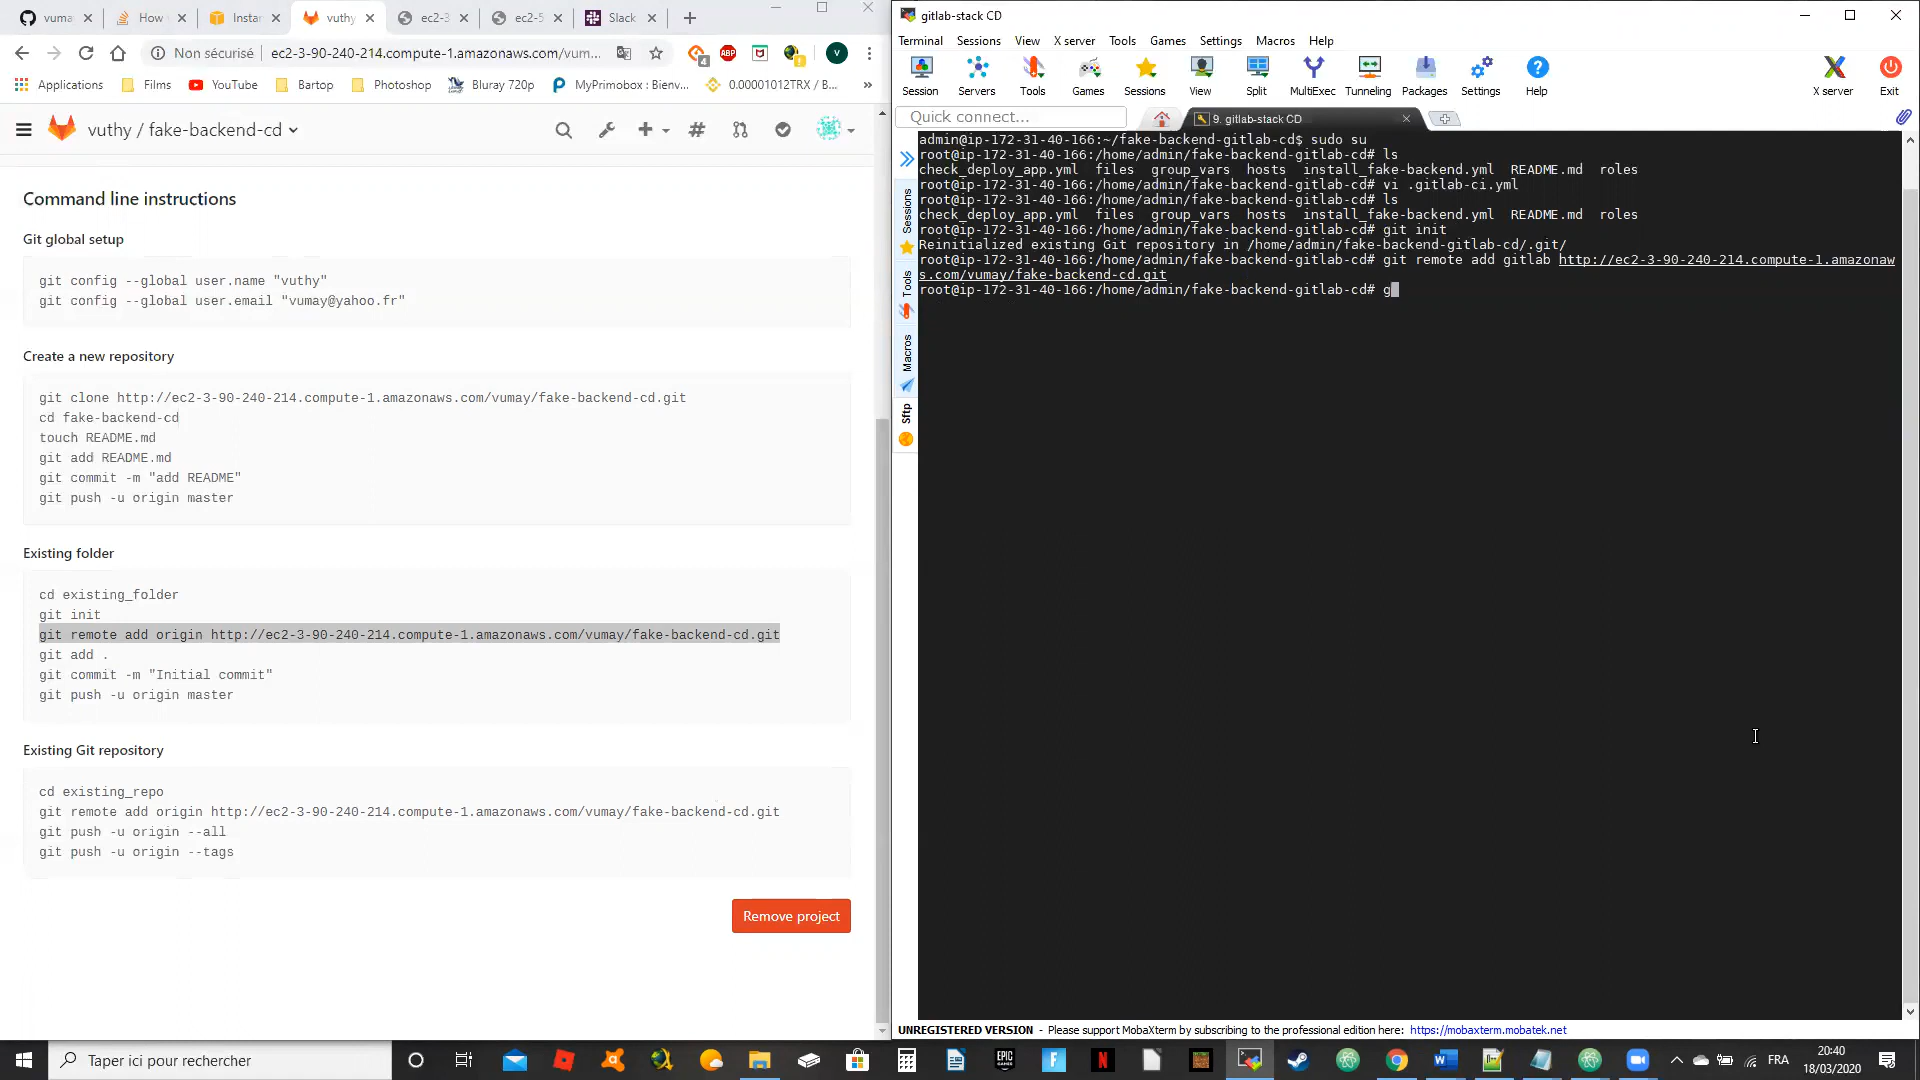 vuma
How
Instar
vuthy
ec2-3
ec2-5
Slack
Non sécurisé
ec2-3-90-240-214.compute-1.amazonaws.com/vum...
4
ABP
V
Applications
Films
YouTube
Bartop
Photoshop
Bluray 720p
MyPrimobox : Bienv...
0.00001012TRX / B...
»
vuthy / fake-backend-cd
Command line instructions
Git global setup
git config --global user.name "vuthy"
git config --global user.email "vumay@yahoo.fr"
Create a new repository
git clone http://ec2-3-90-240-214.compute-1.amazonaws.com/vumay/fake-backend-cd.git
cd fake-backend-cd
touch README.md
git add README.md
git commit -m "add README"
git push -u origin master
Existing folder
cd existing_folder
git init
git remote add origin http://ec2-3-90-240-214.compute-1.amazonaws.com/vumay/fake-backend-cd.git
git add .
git commit -m "Initial commit"
git push -u origin master
Existing Git repository
cd existing_repo
git remote add origin http://ec2-3-90-240-214.compute-1.amazonaws.com/vumay/fake-backend-cd.git
git push -u origin --all
git push -u origin --tags
Remove project
gitlab-stack CD
Terminal Sessions View X server Tools Games Settings Macros Help
Session Servers Tools Games Sessions View Split MultiExec Tunneling Packages Settings Help X server Exit
Quick connect...
9. gitlab-stack CD
Sessions
Tools
Macros
Sftp
admin@ip-172-31-40-166:~/fake-backend-gitlab-cd$ sudo su
root@ip-172-31-40-166:/home/admin/fake-backend-gitlab-cd# ls
check_deploy_app.yml files group_vars hosts install_fake-backend.yml README.md roles
root@ip-172-31-40-166:/home/admin/fake-backend-gitlab-cd# vi .gitlab-ci.yml
root@ip-172-31-40-166:/home/admin/fake-backend-gitlab-cd# ls
check_deploy_app.yml files group_vars hosts install_fake-backend.yml README.md roles
root@ip-172-31-40-166:/home/admin/fake-backend-gitlab-cd# git init
Reinitialized existing Git repository in /home/admin/fake-backend-gitlab-cd/.git/
root@ip-172-31-40-166:/home/admin/fake-backend-gitlab-cd# git remote add gitlab http://ec2-3-90-240-214.compute-1.amazonaw
s.com/vumay/fake-backend-cd.git
root@ip-172-31-40-166:/home/admin/fake-backend-gitlab-cd# g
UNREGISTERED VERSION - Please support MobaXterm by subscribing to the professional edition here: https://mobaxterm.mobatek.net
Taper ici pour rechercher
EPIC GAMES
FRA
20:40
18/03/2020